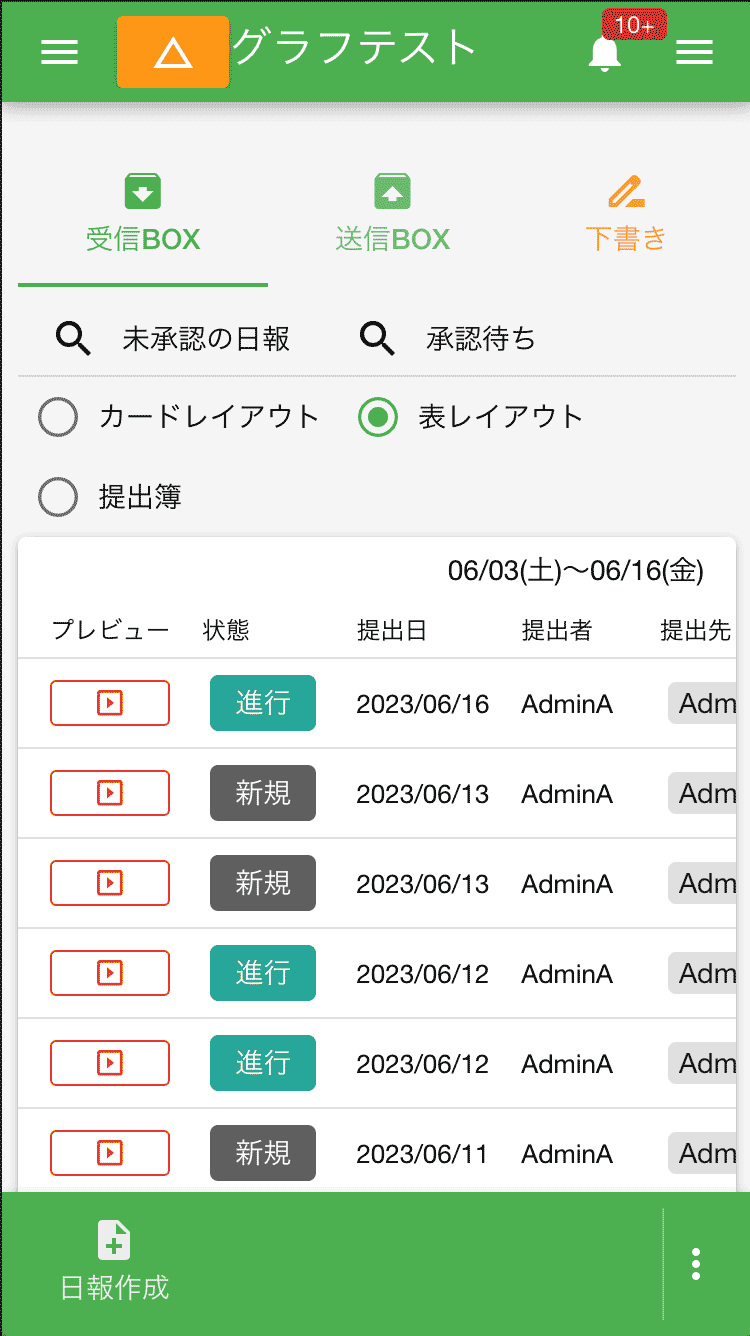 グラフテスト
10+
受信BOX 送信BOX 下書き
未承認の日報 承認待ち
カードレイアウト 表レイアウト
提出簿
06/03(土)〜06/16(金)
プレビュー 状態 提出日 提出者 提出先
進行 2023/06/16 AdminA Adm
新規 2023/06/13 AdminA Adm
新規 2023/06/13 AdminA Adm
進行 2023/06/12 AdminA Adm
進行 2023/06/12 AdminA Adm
新規 2023/06/11 AdminA Adm
日報作成